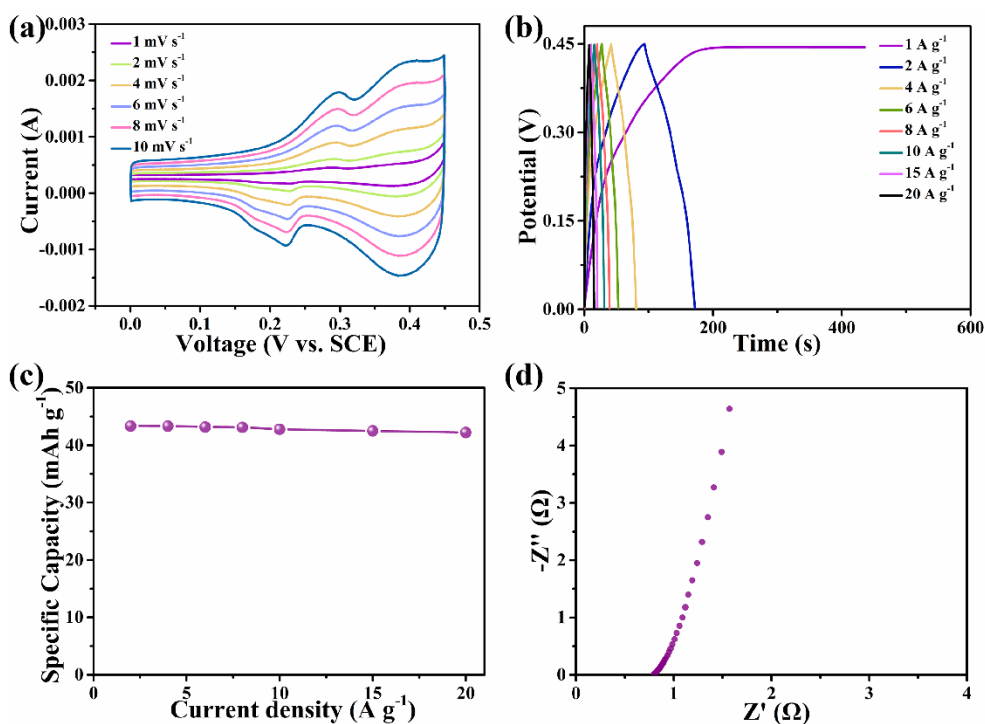 (a)
0.003
0.002
0.001
0.000
-0.001
-0.002
Current (A)
1 mV s⁻¹
2 mV s⁻¹
4 mV s⁻¹
6 mV s⁻¹
8 mV s⁻¹
10 mV s⁻¹
0.0 0.1 0.2 0.3 0.4 0.5
Voltage (V vs. SCE)
(b)
0.45
0.30
0.15
0.00
Potential (V)
1 A g⁻¹
2 A g⁻¹
4 A g⁻¹
6 A g⁻¹
8 A g⁻¹
10 A g⁻¹
15 A g⁻¹
20 A g⁻¹
0 200 400 600
Time (s)
(c)
50
40
30
20
10
0
Specific Capacity (mAh g⁻¹)
5 10 15 20
Current density (A g⁻¹)
(d)
5
4
3
2
1
0
-Z'' (Ω)
0 1 2 3 4
Z' (Ω)